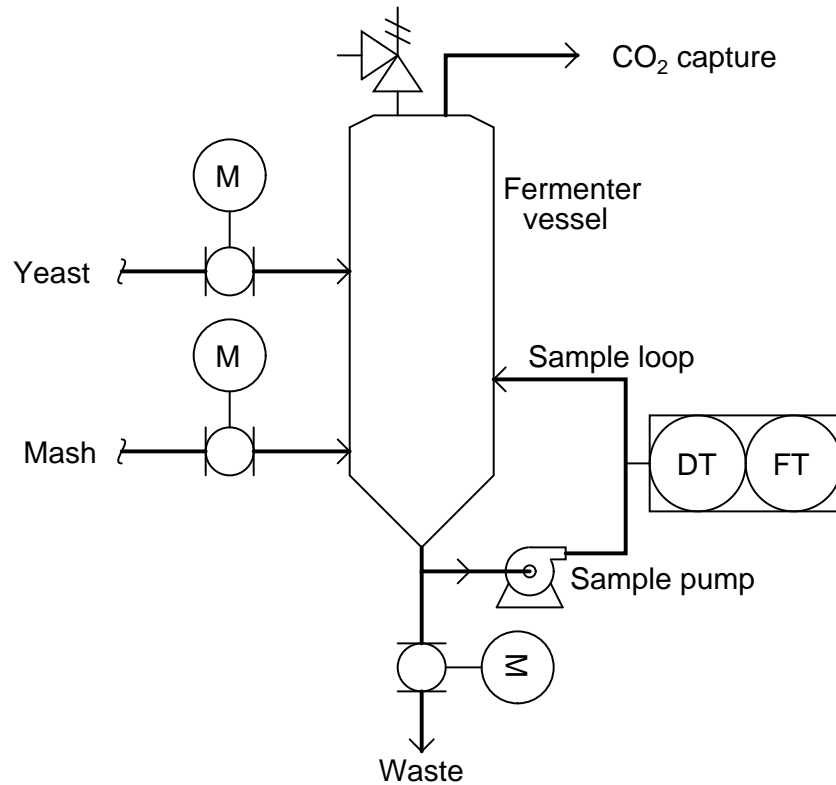 CO₂ capture
M
Fermenter
vessel
Yeast
M
Sample loop
Mash
DT FT
Sample pump
M
Waste